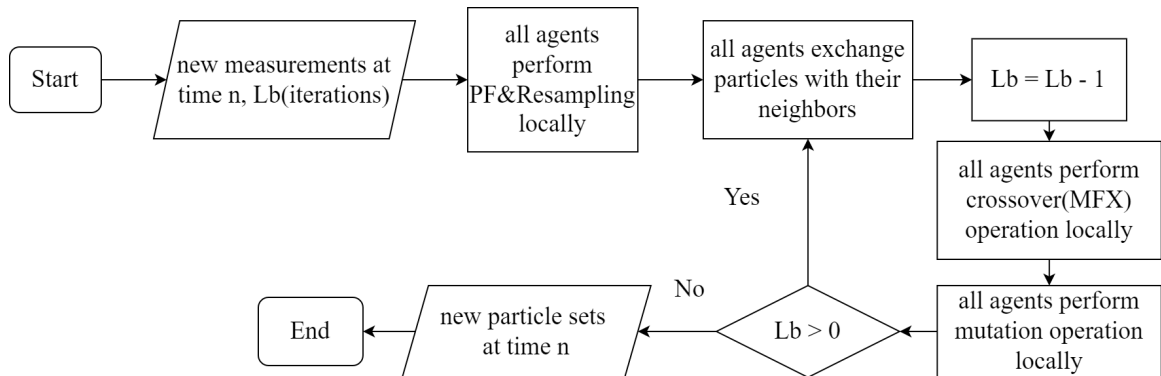 Start
new measurements at
time n, Lb(iterations)
all agents
perform
PF&Resampling
locally
all agents exchange
particles with their
neighbors
Lb = Lb - 1
all agents perform
crossover(MFX)
operation locally
all agents perform
mutation operation
locally
Lb > 0
Yes
No
new particle sets
at time n
End